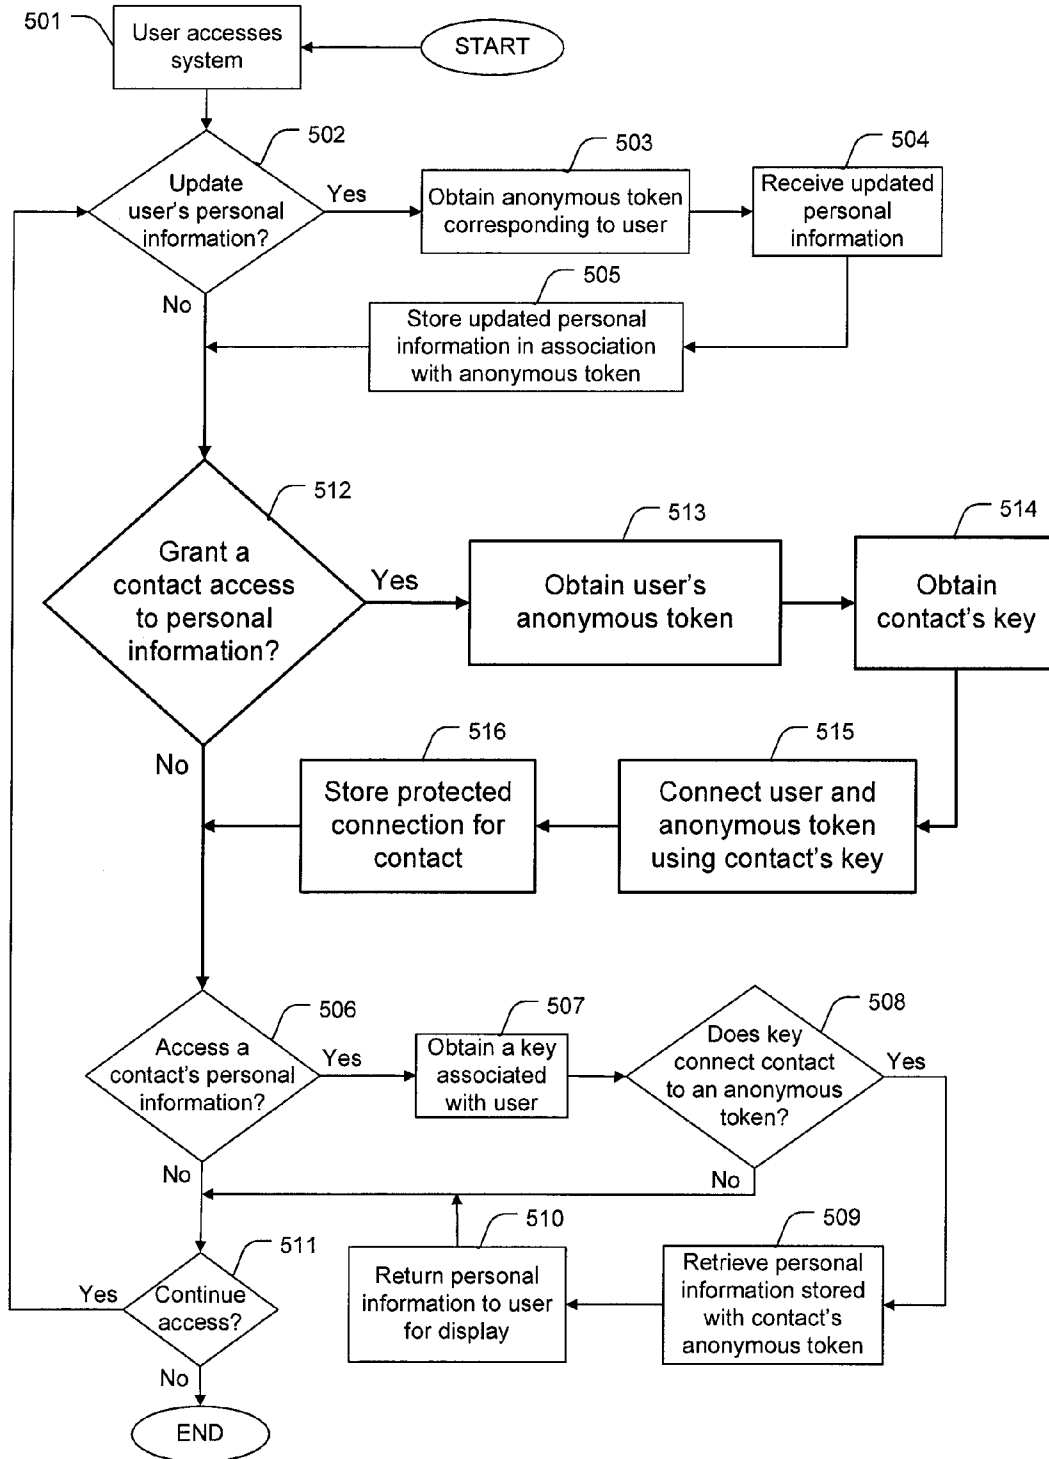 501
User accesses
system
START
502
Update
user's personal
information?
Yes
503
Obtain anonymous token
corresponding to user
504
Receive updated
personal
information
No
505
Store updated personal
information in association
with anonymous token
512
Grant a
contact access
to personal
information?
Yes
513
Obtain user's
anonymous token
514
Obtain
contact's key
No
516
Store protected
connection for
contact
515
Connect user and
anonymous token
using contact's key
506
Access a
contact's personal
information?
Yes
507
Obtain a key
associated
with user
508
Does key
connect contact
to an anonymous
token?
Yes
No
No
511
Continue
access?
Yes
510
Return personal
information to user
for display
509
Retrieve personal
information stored
with contact's
anonymous token
No
END